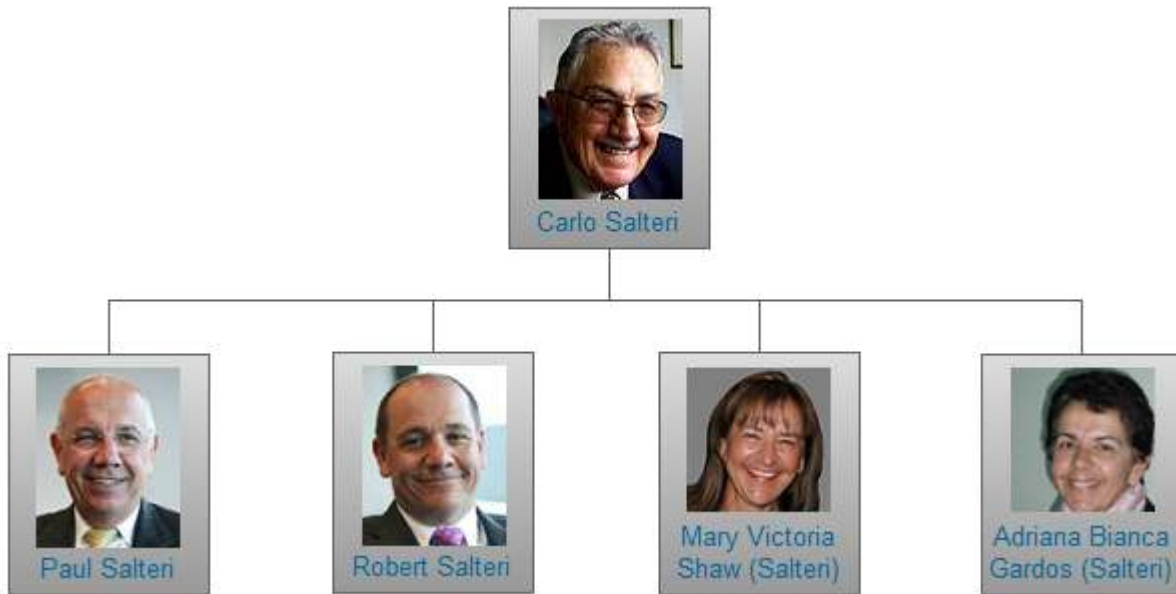 Carlo Salteri
Paul Salteri
Robert Salteri
Mary Victoria
Shaw (Salteri)
Adriana Bianca
Gardos (Salteri)